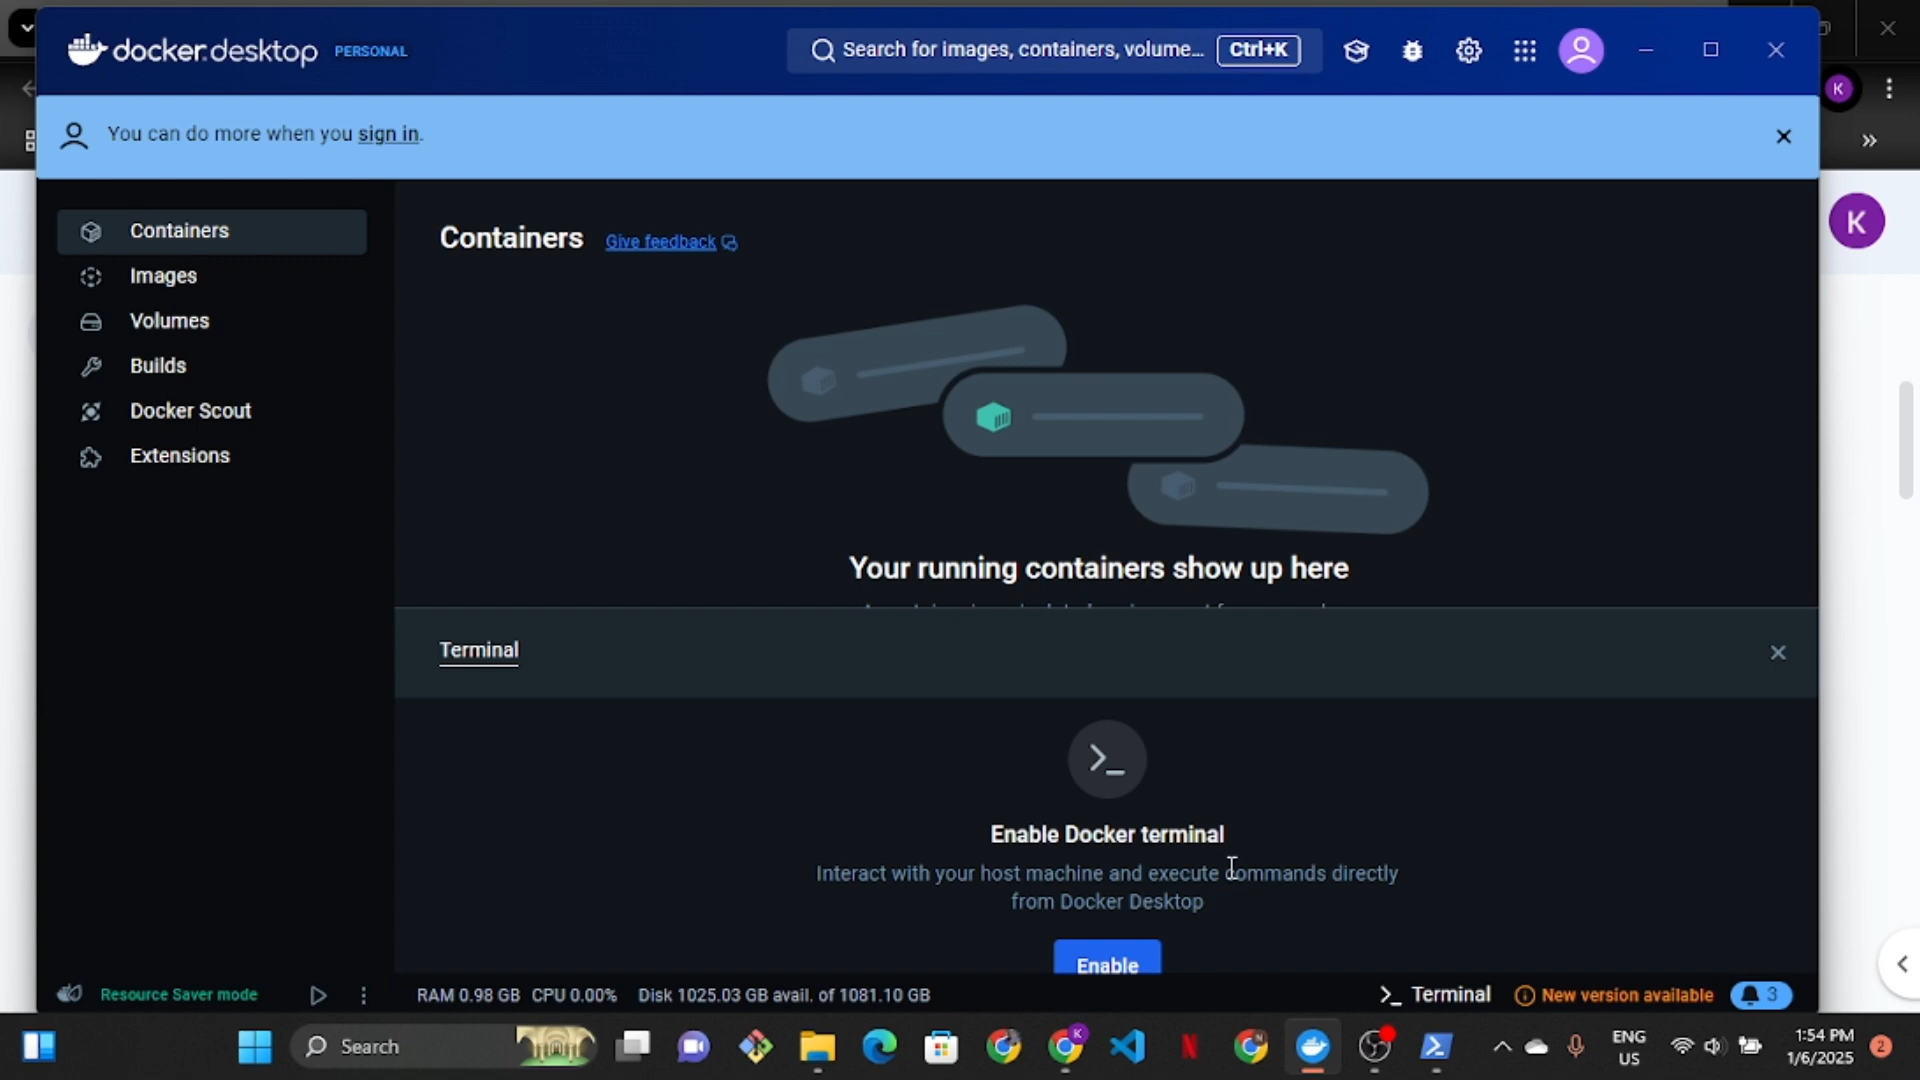 docker.desktop PERSONAL
Search for images, containers, volume... Ctrl+K
K
You can do more when you sign in.
Containers
Images
Volumes
Builds
Docker Scout
Extensions
Containers Give feedback
K
Your running containers show up here
Terminal
Enable Docker terminal
Interact with your host machine and execute commands directly
from Docker Desktop
Enable
Resource Saver mode
RAM 0.98 GB CPU 0.00% Disk 1025.03 GB avail. of 1081.10 GB
Terminal
New version available
3
Search
K
N
ENG
US
1:54 PM
1/6/2025
2